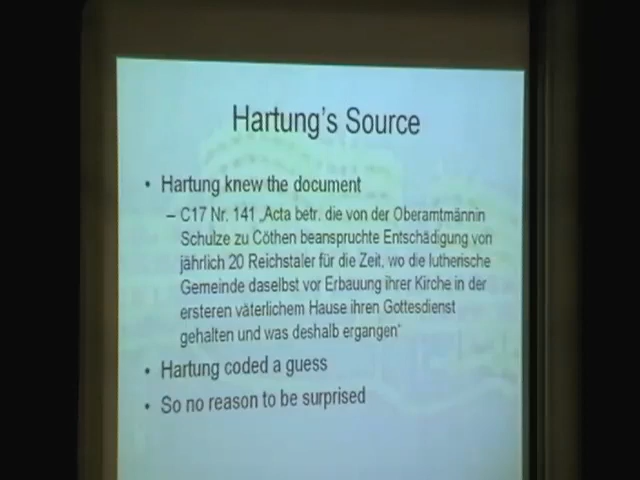 Hartung's Source
• Hartung knew the document
– C17 Nr. 141 „Acta betr. die von der Oberamtmännin
Schulze zu Cöthen beanspruchte Entschädigung von
jährlich 20 Reichstaler für die Zeit, wo die lutherische
Gemeinde daselbst vor Erbauung ihrer Kirche in der
ersteren väterlichem Hause ihren Gottesdienst
gehalten und was deshalb ergangen“
• Hartung coded a guess
• So no reason to be surprised